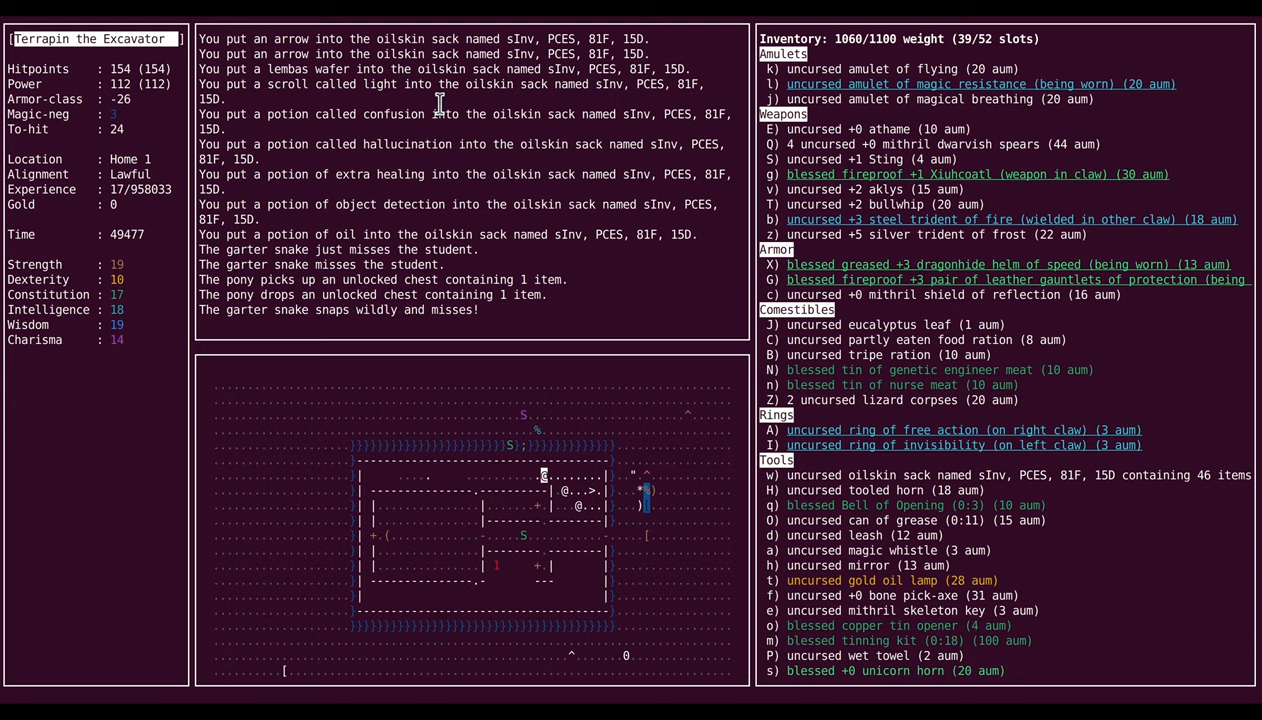 [Terrapin the Excavator ]
Hitpoints : 154 (154)
Power : 112 (112)
Armor-class : -26
Magic-neg : 3
To-hit : 24
Location : Home 1
Alignment : Lawful
Experience : 17/958033
Gold : 0
Time : 49477
Strength : 19
Dexterity : 10
Constitution : 17
Intelligence : 18
Wisdom : 19
Charisma : 14
You put an arrow into the oilskin sack named sInv, PCES, 81F, 15D.
You put an arrow into the oilskin sack named sInv, PCES, 81F, 15D.
You put a lembas wafer into the oilskin sack named sInv, PCES, 81F, 15D.
You put a scroll called light into the oilskin sack named sInv, PCES, 81F,
15D.
You put a potion called confusion into the oilskin sack named sInv, PCES, 81F,
15D.
You put a potion called hallucination into the oilskin sack named sInv, PCES,
81F, 15D.
You put a potion of extra healing into the oilskin sack named sInv, PCES, 81F,
15D.
You put a potion of object detection into the oilskin sack named sInv, PCES,
81F, 15D.
You put a potion of oil into the oilskin sack named sInv, PCES, 81F, 15D.
The garter snake just misses the student.
The garter snake misses the student.
The pony picks up an unlocked chest containing 1 item.
The pony drops an unlocked chest containing 1 item.
The garter snake snaps wildly and misses!
Inventory: 1060/1100 weight (39/52 slots)
Amulets
k) uncursed amulet of flying (20 aum)
l) uncursed amulet of magic resistance (being worn) (20 aum)
j) uncursed amulet of magical breathing (20 aum)
Weapons
E) uncursed +0 athame (10 aum)
Q) 4 uncursed +0 mithril dwarvish spears (44 aum)
S) uncursed +1 Sting (4 aum)
g) blessed fireproof +1 Xiuhcoatl (weapon in claw) (30 aum)
v) uncursed +2 aklys (15 aum)
T) uncursed +2 bullwhip (20 aum)
b) uncursed +3 steel trident of fire (wielded in other claw) (18 aum)
z) uncursed +5 silver trident of frost (22 aum)
Armor
X) blessed greased +3 dragonhide helm of speed (being worn) (13 aum)
G) blessed fireproof +3 pair of leather gauntlets of protection (being
c) uncursed +0 mithril shield of reflection (16 aum)
Comestibles
J) uncursed eucalyptus leaf (1 aum)
C) uncursed partly eaten food ration (8 aum)
B) uncursed tripe ration (10 aum)
N) blessed tin of genetic engineer meat (10 aum)
n) blessed tin of nurse meat (10 aum)
Z) 2 uncursed lizard corpses (20 aum)
Rings
A) uncursed ring of free action (on right claw) (3 aum)
I) uncursed ring of invisibility (on left claw) (3 aum)
Tools
w) uncursed oilskin sack named sInv, PCES, 81F, 15D containing 46 items
H) uncursed tooled horn (18 aum)
q) blessed Bell of Opening (0:3) (10 aum)
O) uncursed can of grease (0:11) (15 aum)
d) uncursed leash (12 aum)
a) uncursed magic whistle (3 aum)
h) uncursed mirror (13 aum)
t) uncursed gold oil lamp (28 aum)
f) uncursed +0 bone pick-axe (31 aum)
e) uncursed mithril skeleton key (3 aum)
o) blessed copper tin opener (4 aum)
m) blessed tinning kit (0:18) (100 aum)
P) uncursed wet towel (2 aum)
s) blessed +0 unicorn horn (20 aum)